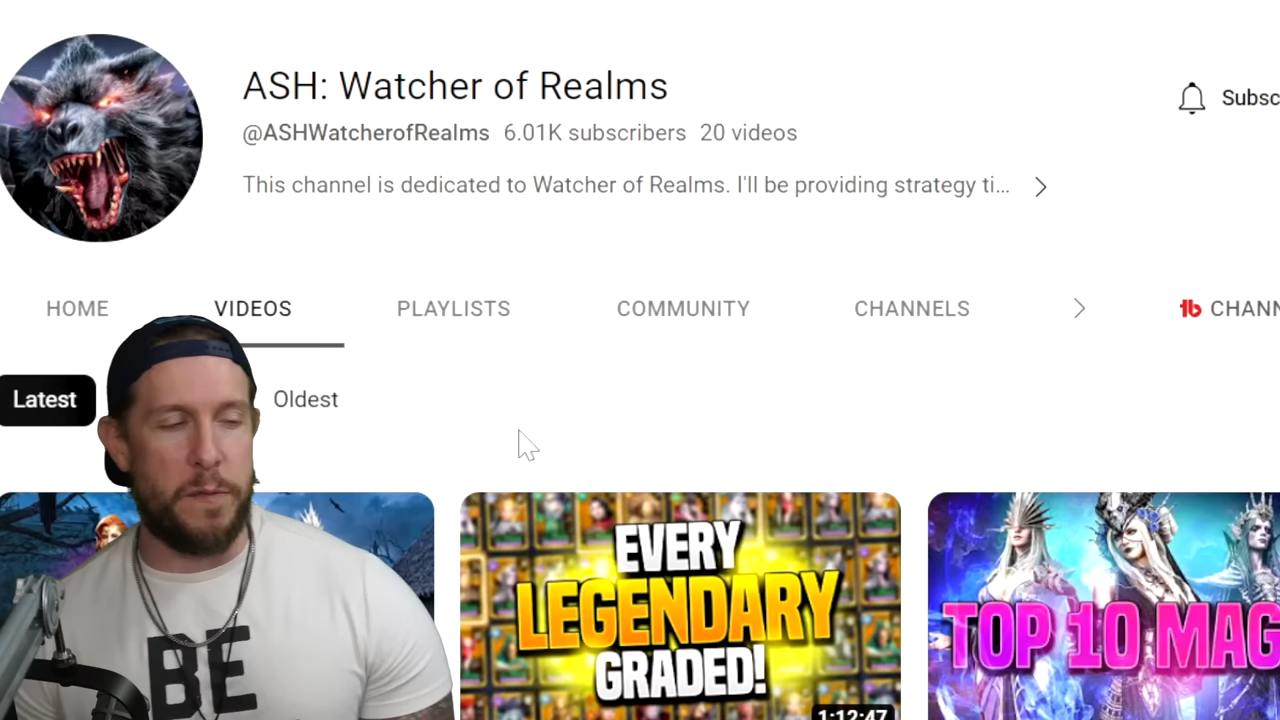 ASH: Watcher of Realms
@ASHWatcherofRealms 6.01K subscribers 20 videos
Subsc
This channel is dedicated to Watcher of Realms. I'll be providing strategy ti...
HOME VIDEOS PLAYLISTS COMMUNITY CHANNELS CHANN
Latest Oldest
EVERY
LEGENDARY
GRADED!
1:12:47
TOP 10 MAG
BE